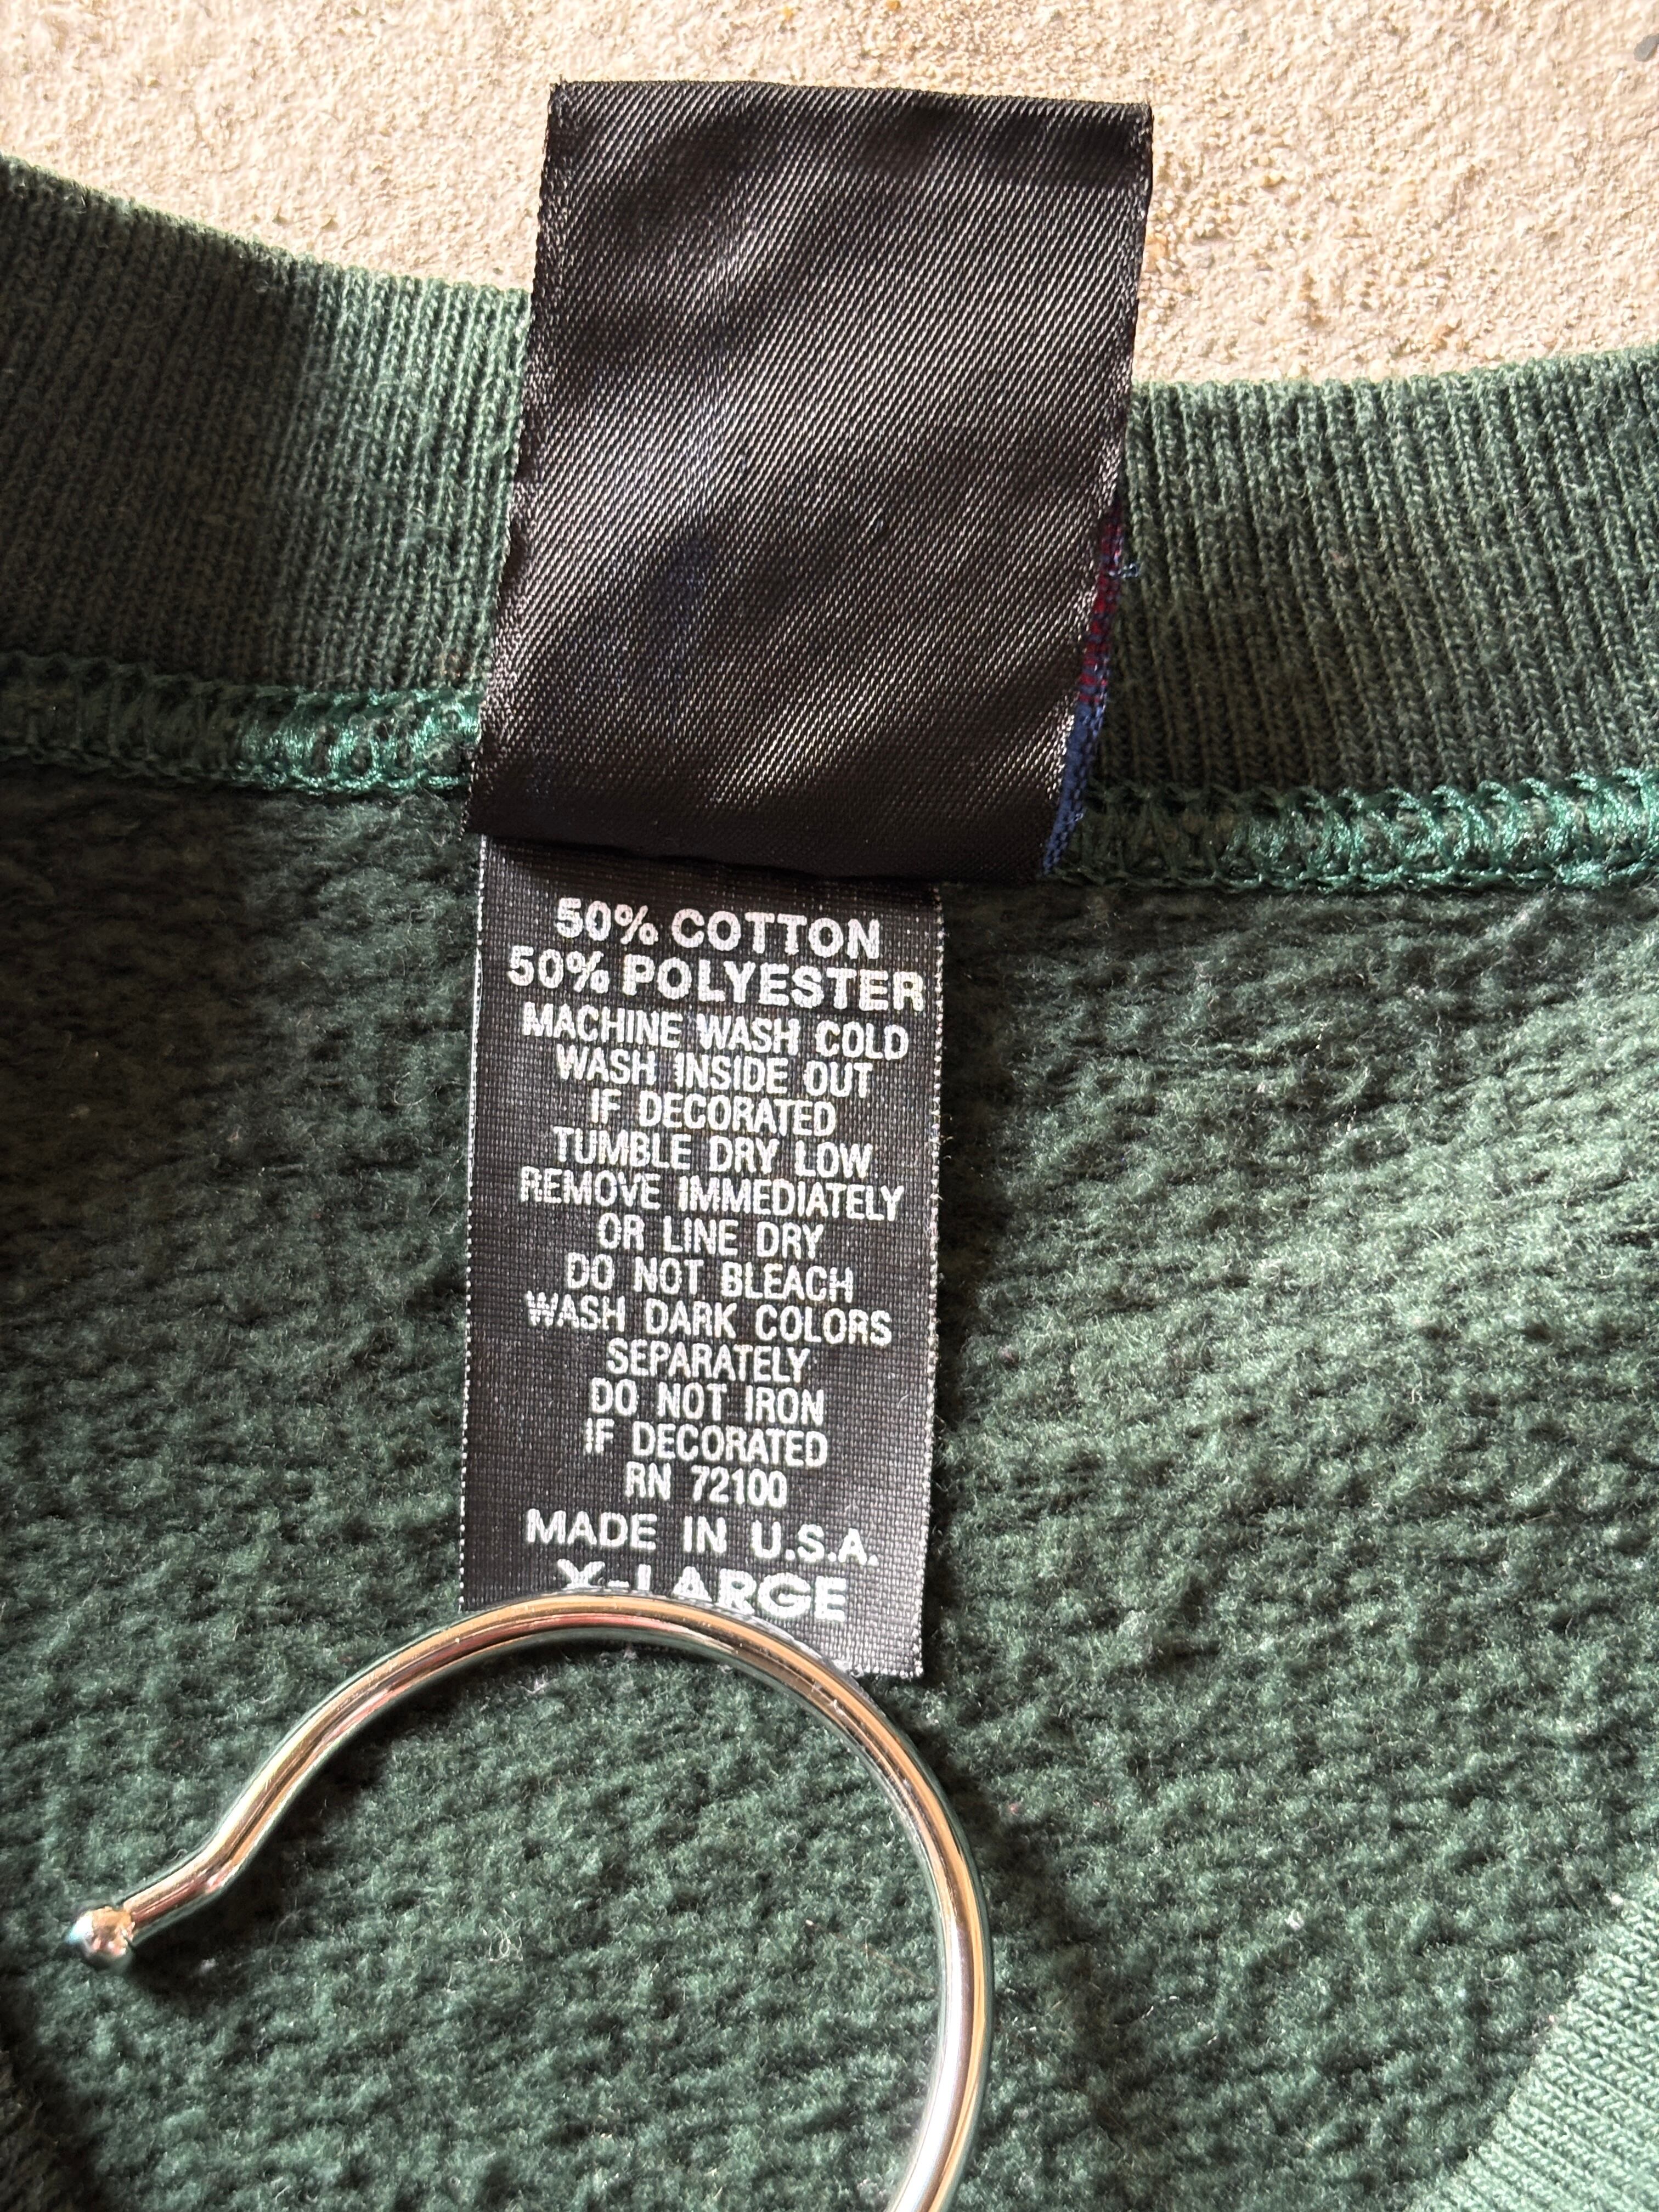 50% COTTON
50% POLYESTER
MACHINE WASH COLD
WASH INSIDE OUT
IF DECORATED
TUMBLE DRY LOW
REMOVE IMMEDIATELY
OR LINE DRY
DO NOT BLEACH
WASH DARK COLORS
SEPARATELY
DO NOT IRON
IF DECORATED
RN 72100
MADE IN U.S.A.
X-LARGE